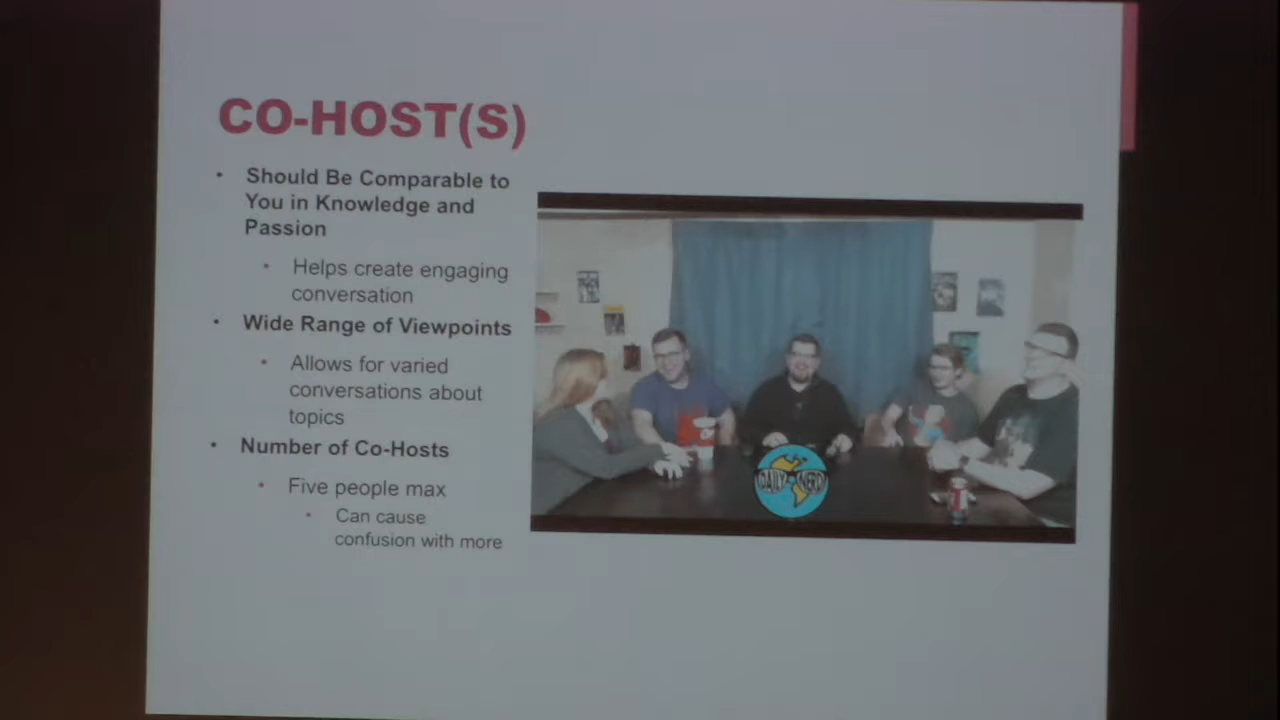 CO-HOST(S)
• Should Be Comparable to
You in Knowledge and
Passion
• Helps create engaging
conversation
• Wide Range of Viewpoints
• Allows for varied
conversations about
topics
• Number of Co-Hosts
• Five people max
• Can cause
confusion with more
DAILY NERD